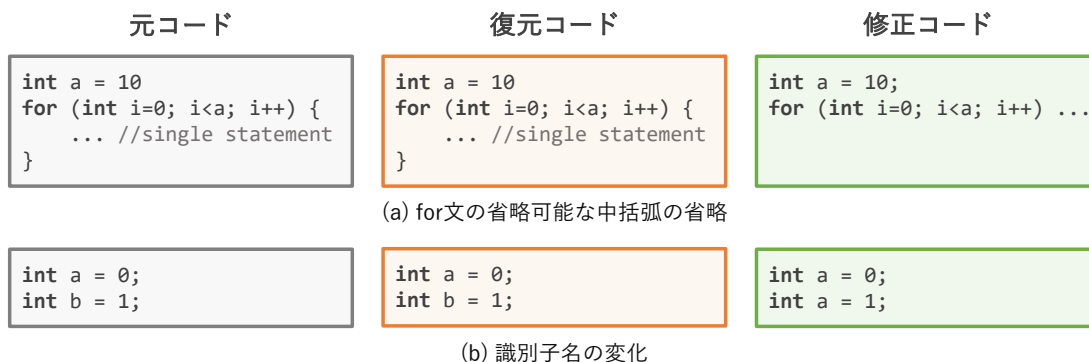 元コード
復元コード
修正コード
int a = 10
for (int i=0; i<a; i++) {
    ... //single statement
}
int a = 10
for (int i=0; i<a; i++) {
    ... //single statement
}
int a = 10;
for (int i=0; i<a; i++) ...
(a) for文の省略可能な中括弧の省略
int a = 0;
int b = 1;
int a = 0;
int b = 1;
int a = 0;
int a = 1;
(b) 識別子名の変化